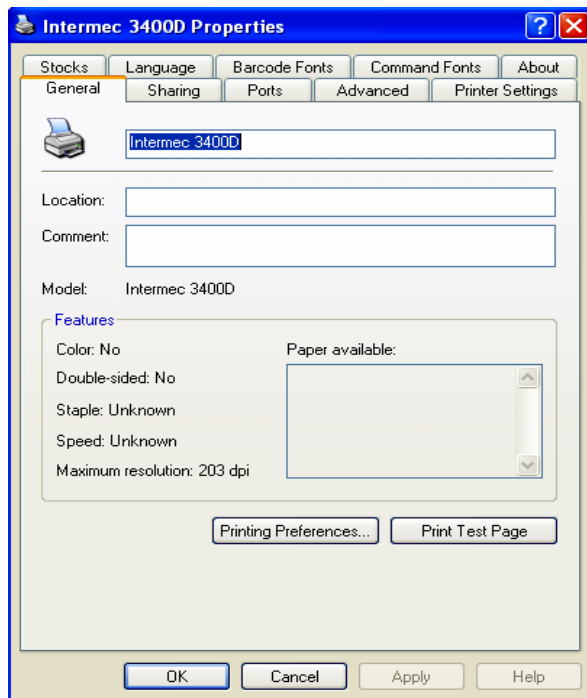 Intermec 3400D Properties
Stocks Language Barcode Fonts Command Fonts About
General Sharing Ports Advanced Printer Settings
Intermec 3400D
Location:
Comment:
Model: Intermec 3400D
Features
Color: No
Paper available:
Double-sided: No
Staple: Unknown
Speed: Unknown
Maximum resolution: 203 dpi
Printing Preferences... Print Test Page
OK Cancel Apply Help